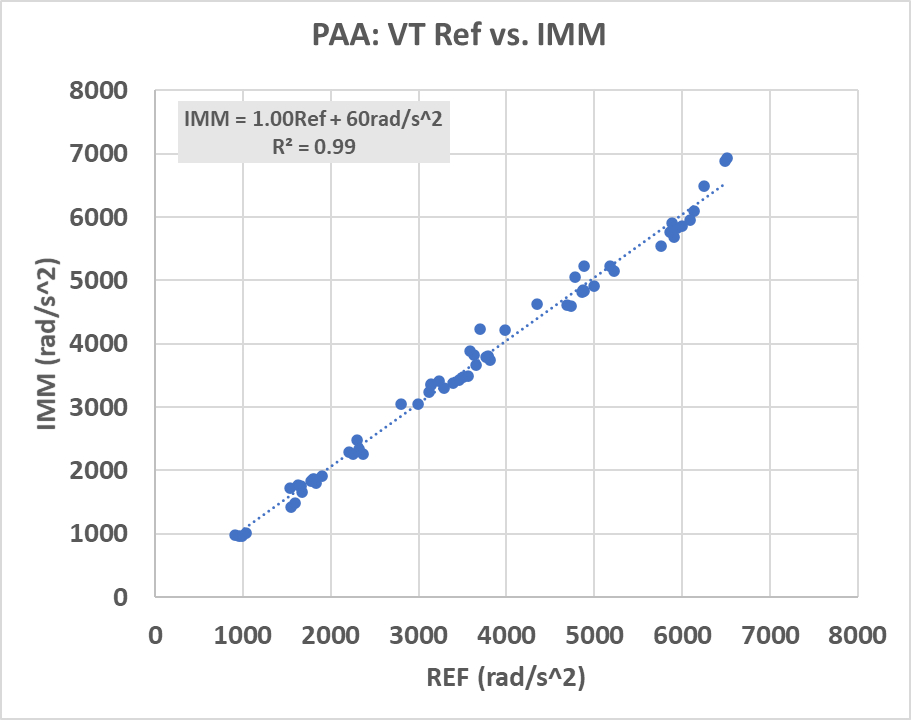 PAA: VT Ref vs. IMM
IMM = 1.00Ref + 60rad/s^2
R² = 0.99
8000
7000
6000
5000
4000
3000
2000
1000
0
IMM (rad/s^2)
0 1000 2000 3000 4000 5000 6000 7000 8000
REF (rad/s^2)